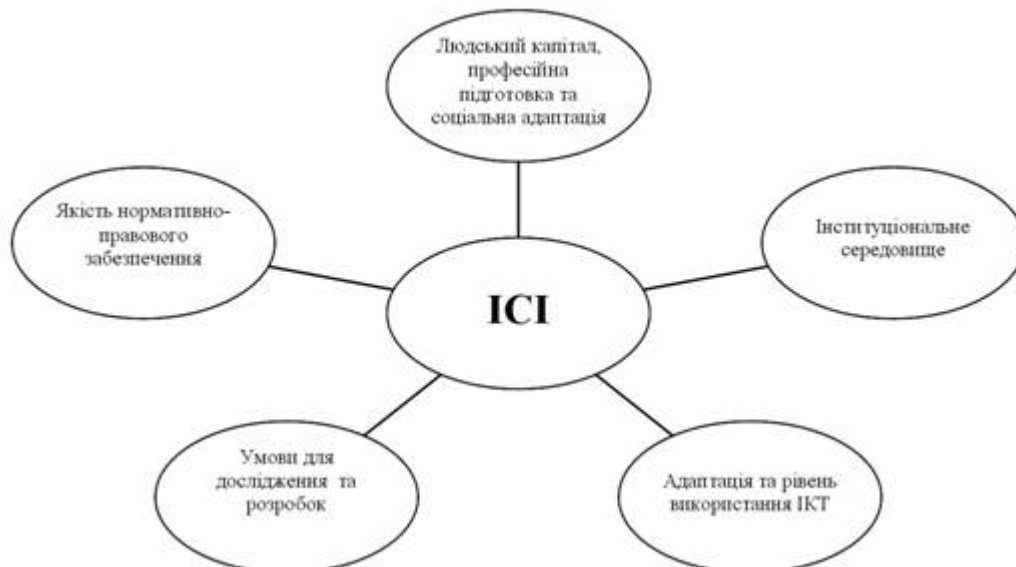 Людський капітал,
професійна
підготовка та
соціальна адаптація
Якість нормативно-
правового
забезпечення
Інституціональне
середовище
ІСІ
Умови для
дослідження та
розробок
Адаптація та рівень
використання ІКТ